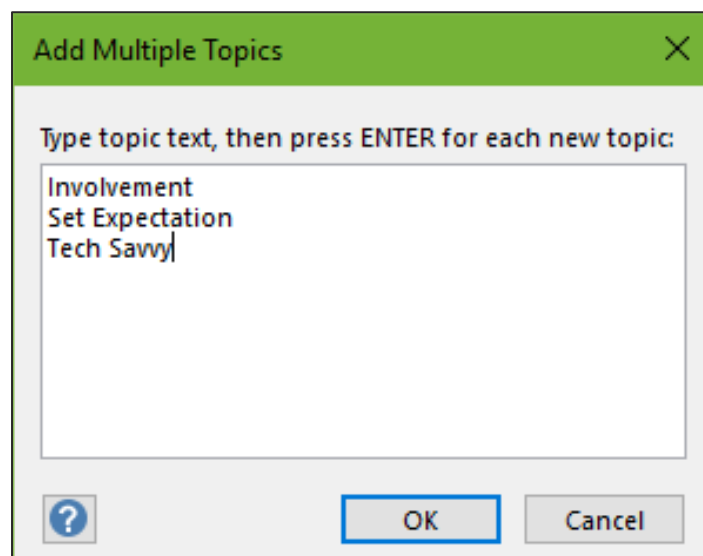 Add Multiple Topics
Type topic text, then press ENTER for each new topic:
Involvement
Set Expectation
Tech Savvy
?
OK
Cancel